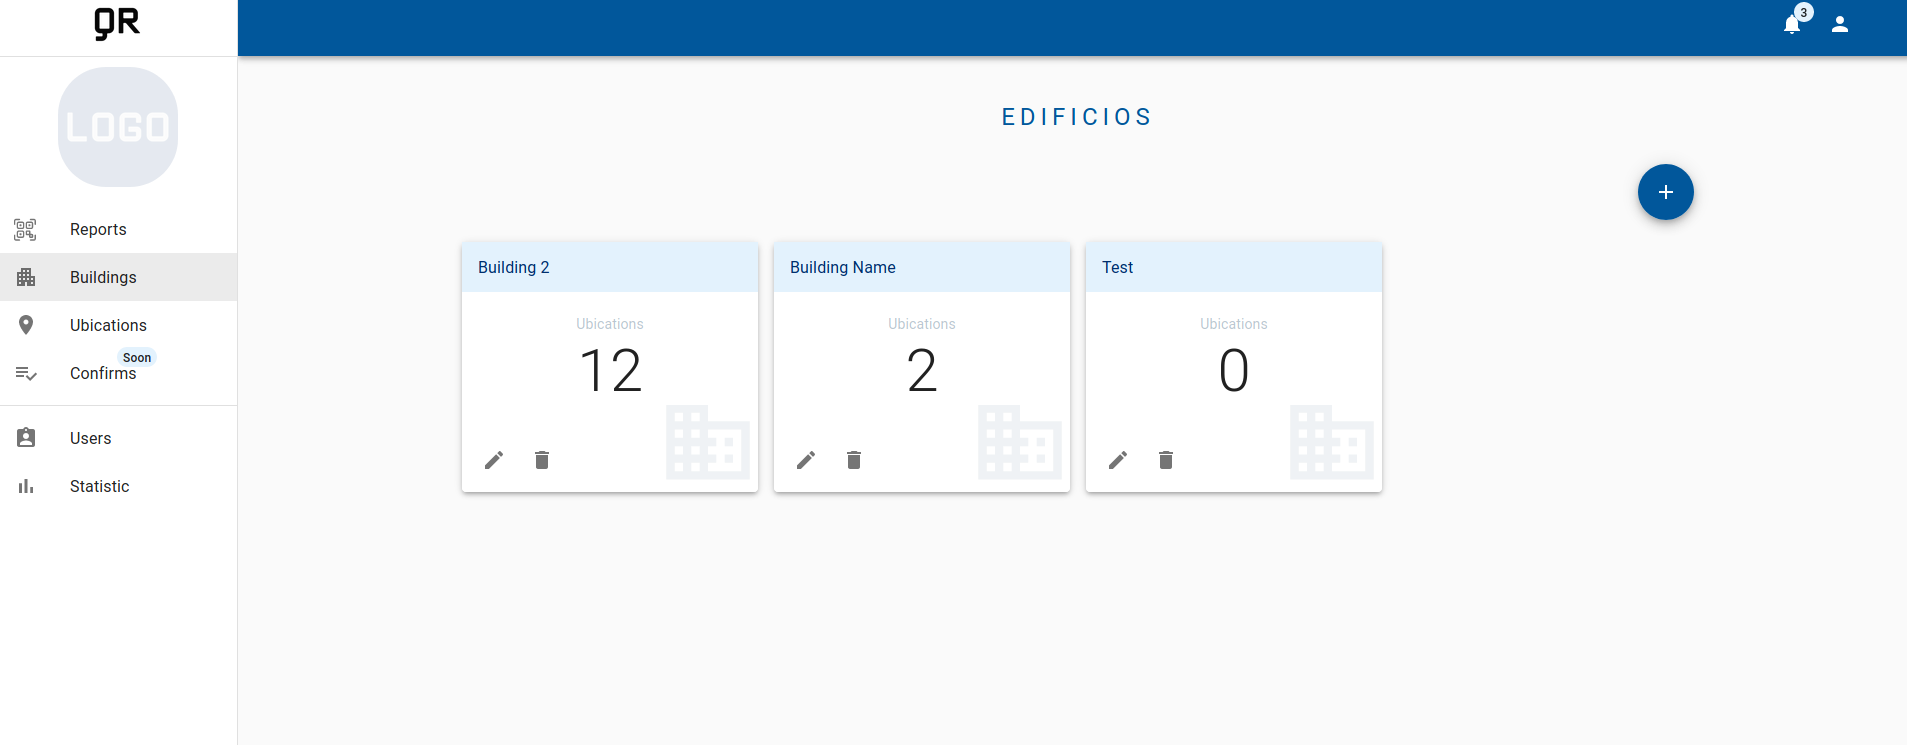 gR
3
LOGO
EDIFICIOS
Reports
Buildings
Ubications
Soon
Confirms
Users
Statistic
+
Building 2
Ubications
12
Building Name
Ubications
2
Test
Ubications
0